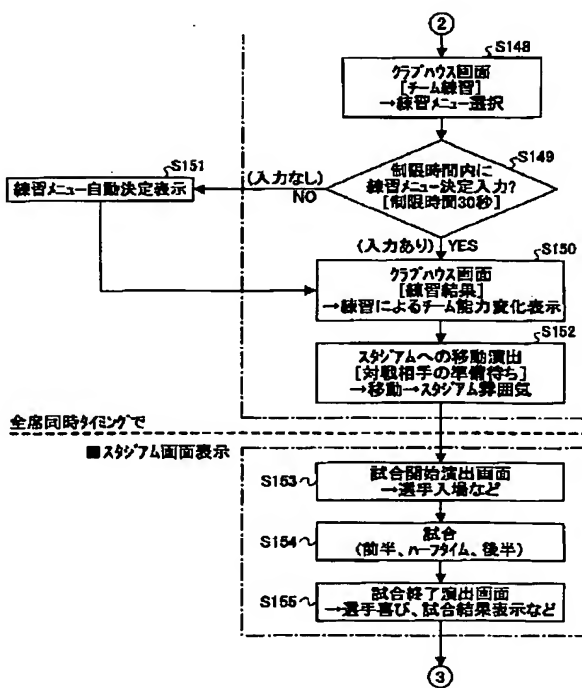 ②
S148
クラブハウス画面
[チーム練習]
→練習メニュー選択
S149
制限時間内に
練習メニュー決定入力?
[制限時間30秒]
(入力なし)
NO
S151
練習メニュー自動決定表示
(入力あり) YES
S150
クラブハウス画面
[練習結果]
→練習によるチーム能力変化表示
S152
スタジアムへの移動演出
[対戦相手の準備待ち]
→移動→スタジアム雰囲気
全席同時タイミングで
■スタジアム画面表示
S153
試合開始演出画面
→選手入場など
S154
試合
(前半、ハーフタイム、後半)
S155
試合終了演出画面
→選手喜び、試合結果表示など
③